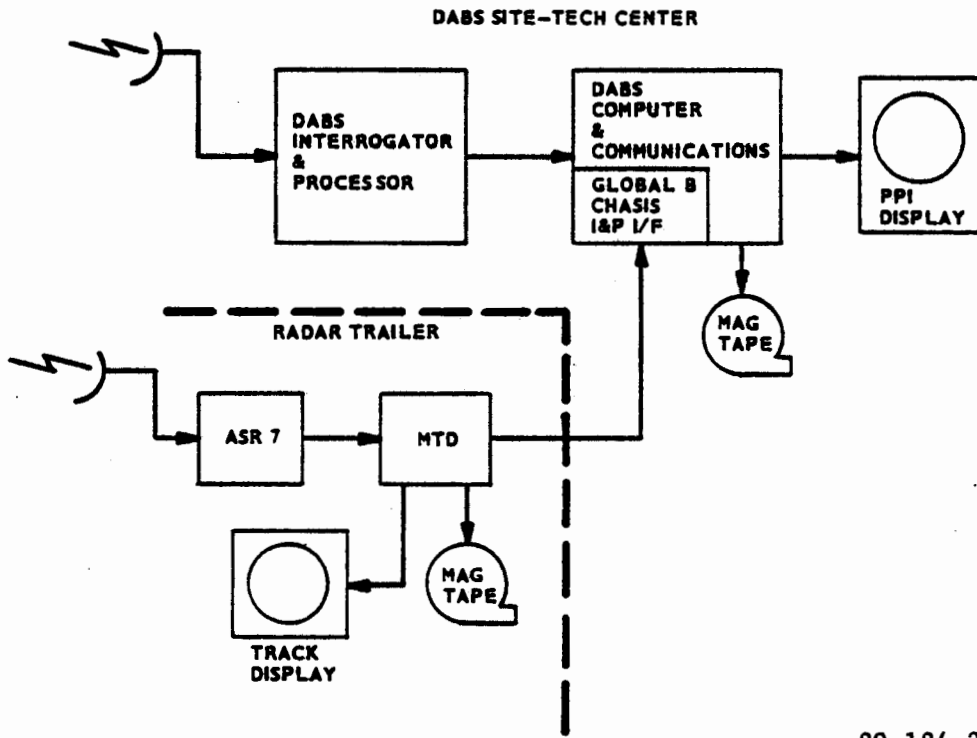 DABS SITE-TECH CENTER
DABS
INTERROGATOR
&
PROCESSOR
DABS
COMPUTER
&
COMMUNICATIONS
GLOBAL B
CHASIS
I&P I/F
PPI
DISPLAY
MAG
TAPE
RADAR TRAILER
ASR 7
MTD
MAG
TAPE
TRACK
DISPLAY